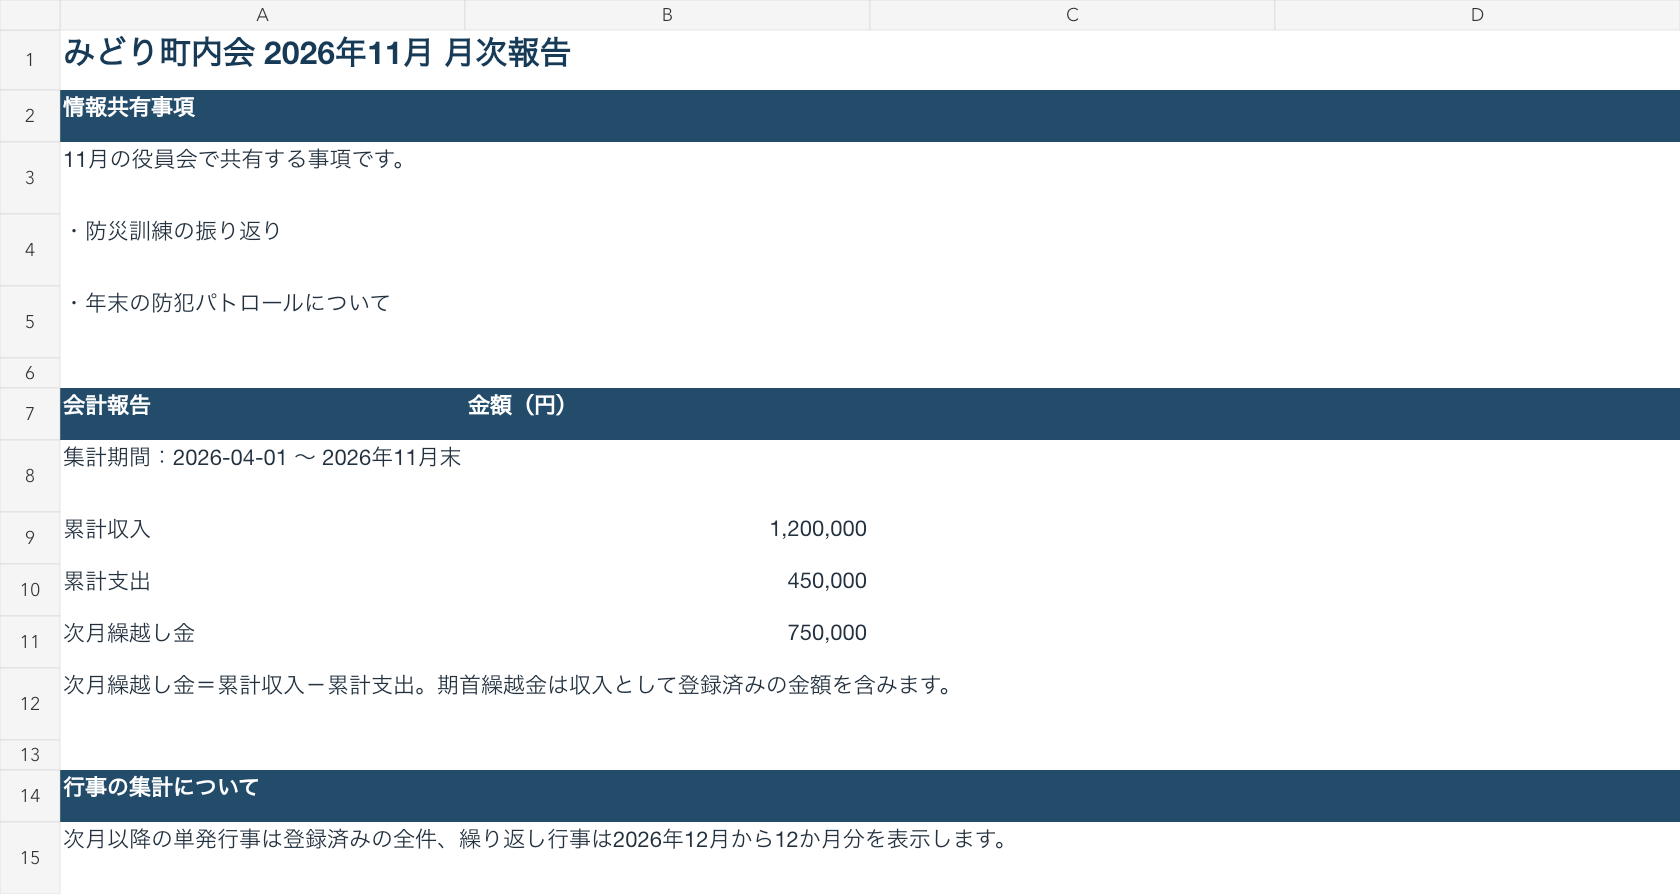 A B C D
1 みどり町内会 2026年11月 月次報告
2 情報共有事項
3 11月の役員会で共有する事項です。
4 ・防災訓練の振り返り
5 ・年末の防犯パトロールについて
6
7 会計報告 金額（円）
8 集計期間：2026-04-01 〜 2026年11月末
9 累計収入 1,200,000
10 累計支出 450,000
11 次月繰越し金 750,000
12 次月繰越し金＝累計収入－累計支出。期首繰越金は収入として登録済みの金額を含みます。
13
14 行事の集計について
15 次月以降の単発行事は登録済みの全件、繰り返し行事は2026年12月から12か月分を表示します。